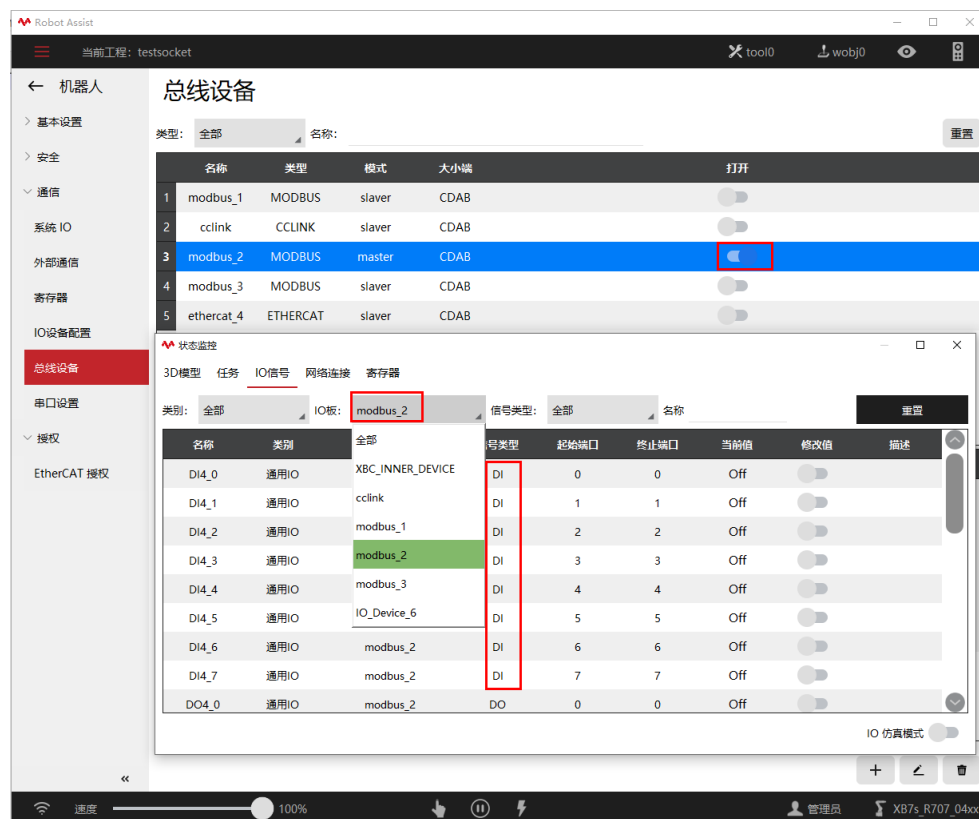 Robot Assist
当前工程: testsocket
tool0
wobj0
机器人
基本设置
安全
通信
系统 IO
外部通信
寄存器
IO设备配置
总线设备
串口设置
授权
EtherCAT 授权
总线设备
类型: 全部 名称: 重置
名称 类型 模式 大小端 打开
1 modbus_1 MODBUS slaver CDAB
2 cclink CCLINK slaver CDAB
3 modbus_2 MODBUS master CDAB
4 modbus_3 MODBUS slaver CDAB
5 ethercat_4 ETHERCAT slaver CDAB
状态监控
3D模型 任务 IO信号 网络连接 寄存器
类别: 全部 IO板: modbus_2 信号类型: 全部 名称 重置
名称 类别 号类型 起始端口 终止端口 当前值 修改值 描述
全部
XBC_INNER_DEVICE
cclink
modbus_1
modbus_2
modbus_3
IO_Device_6
DI4_0 通用IO DI 0 0 Off
DI4_1 通用IO DI 1 1 Off
DI4_2 通用IO DI 2 2 Off
DI4_3 通用IO DI 3 3 Off
DI4_4 通用IO DI 4 4 Off
DI4_5 通用IO DI 5 5 Off
DI4_6 通用IO modbus_2 DI 6 6 Off
DI4_7 通用IO modbus_2 DI 7 7 Off
DO4_0 通用IO modbus_2 DO 0 0 Off
IO 仿真模式
速度 100%
管理员
XB7s_R707_04xx